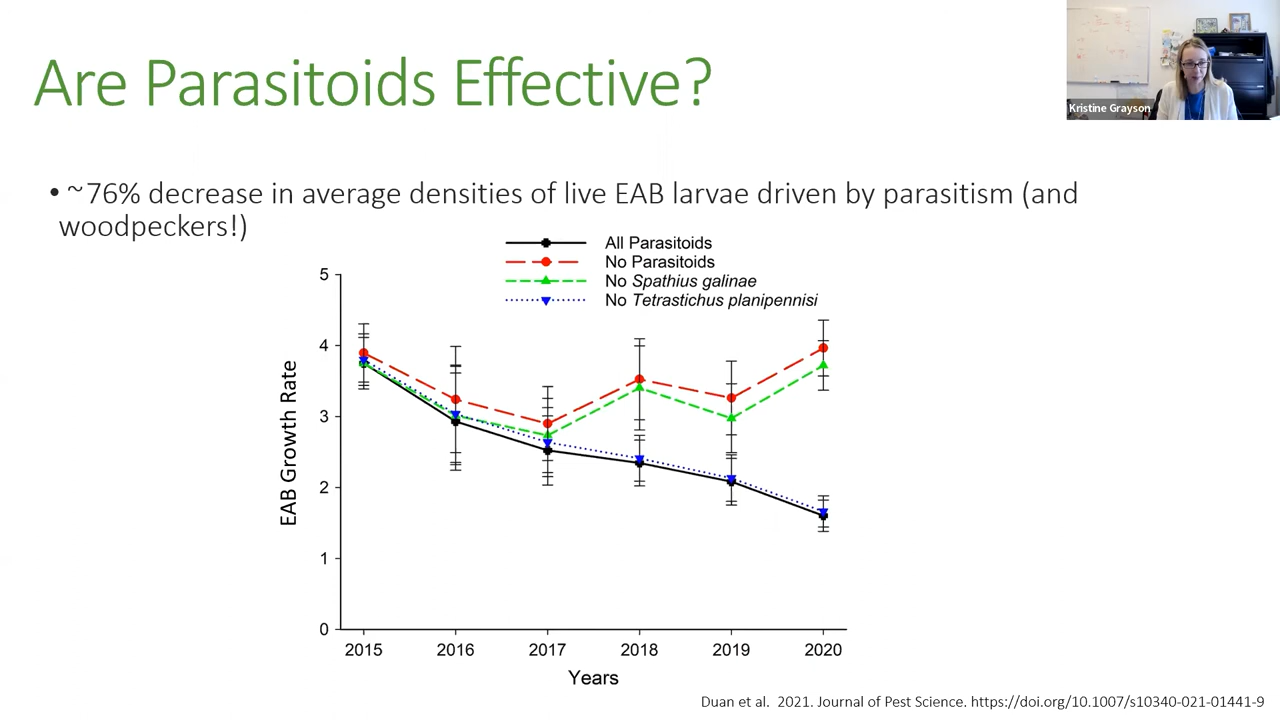 Are Parasitoids Effective?
Kristine Grayson
• ~76% decrease in average densities of live EAB larvae driven by parasitism (and
woodpeckers!)
All Parasitoids
No Parasitoids
No Spathius galinae
No Tetrastichus planipennisi
EAB Growth Rate
5
4
3
2
1
0
2015 2016 2017 2018 2019 2020
Years
Duan et al. 2021. Journal of Pest Science. https://doi.org/10.1007/s10340-021-01441-9